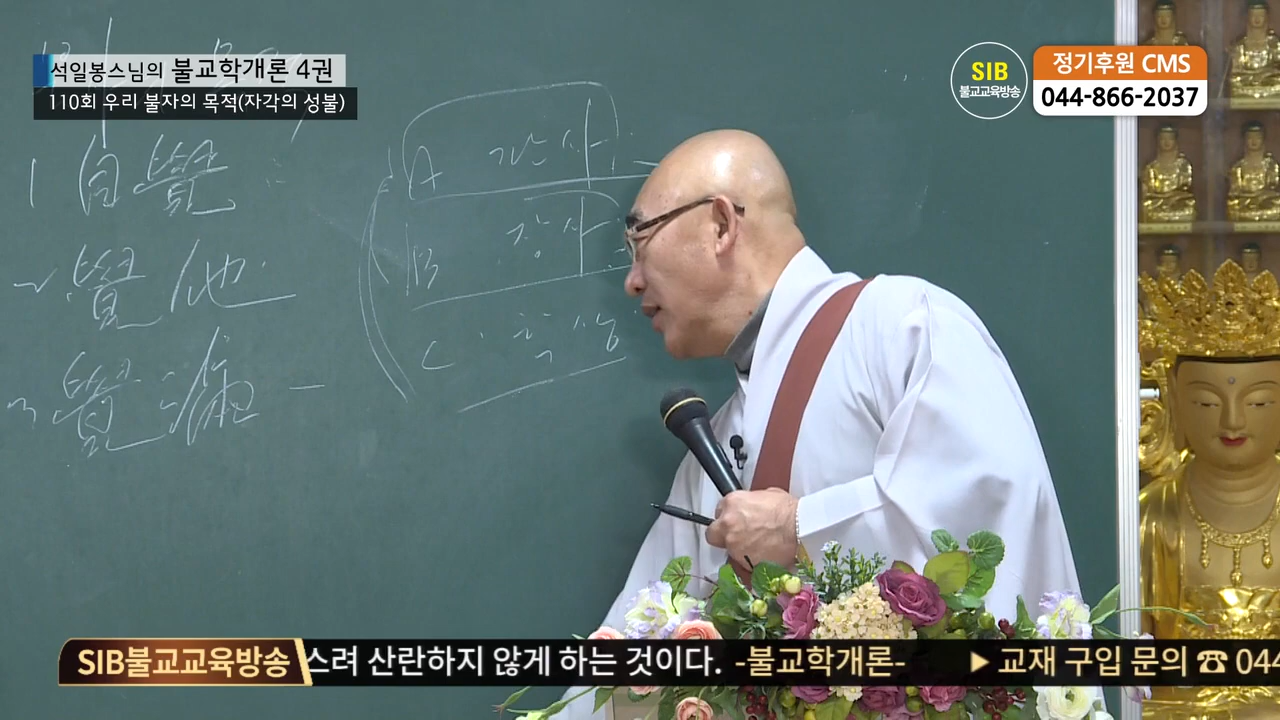 석일봉스님의 불교학개론 4권
110회 우리 불자의 목적(자각의 성불)
SIB
불교교육방송
정기후원 CMS
044-866-2037
1 自覺
2 覺他
3 覺滿 -
A 강사
B 장사
C 학생
SIB불교교육방송
스려 산란하지 않게 하는 것이다. -불교학개론- ▶ 교재 구입 문의 ☎ 044